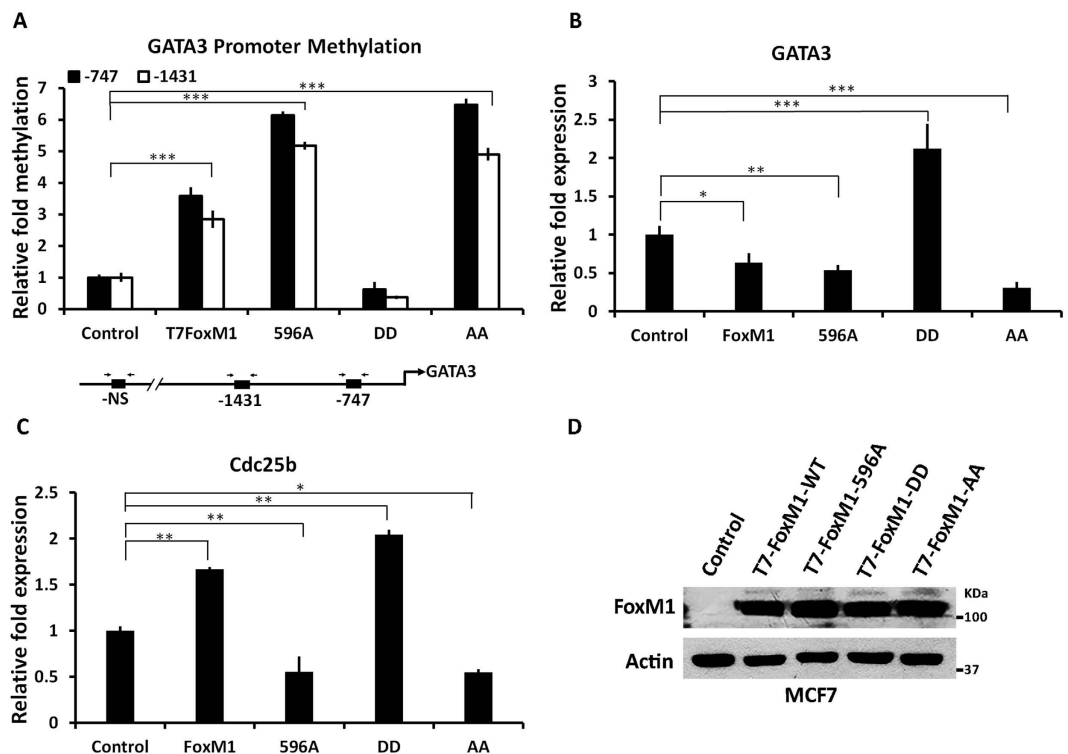 A
GATA3 Promoter Methylation
-747 -1431
Relative fold methylation
7
6
5
4
3
2
1
0
***
***
***
Control T7FoxM1 596A DD AA
-NS -1431 -747 GATA3
B
GATA3
Relative fold expression
3
2.5
2
1.5
1
0.5
0
***
***
**
*
Control FoxM1 596A DD AA
C
Cdc25b
Relative fold expression
2.5
2
1.5
1
0.5
0
*
**
**
**
Control FoxM1 596A DD AA
D
Control T7-FoxM1-WT T7-FoxM1-596A T7-FoxM1-DD T7-FoxM1-AA
KDa
FoxM1 100
Actin 37
MCF7